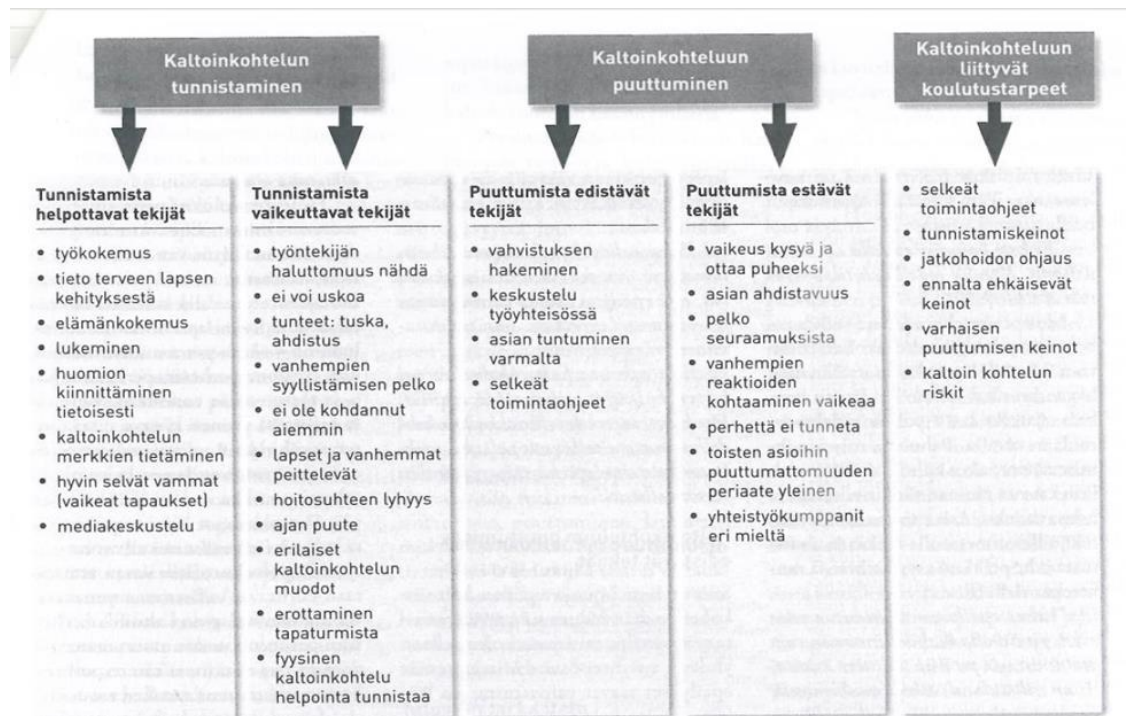 Kaltoinkohtelun
tunnistaminen
Kaltoinkohteluun
puuttuminen
Kaltoinkohteluun
liittyvät
koulutustarpeet
Tunnistamista
helpottavat tekijät
• työkokemus
• tieto terveen lapsen
kehityksestä
• elämänkokemus
• lukeminen
• huomion
kiinnittäminen
tietoisesti
• kaltoinkohtelun
merkkien tietäminen
• hyvin selvät vammat
(vaikeat tapaukset)
• mediakeskustelu
Tunnistamista
vaikeuttavat tekijät
• työntekijän
haluttomuus nähdä
• ei voi uskoa
• tunteet: tuska,
ahdistus
• vanhempien
syyllistämisen pelko
• ei ole kohdannut
• lapset ja vanhemmat
peittelevät
• hoitosuhteen lyhyys
• ajan puute
• erilaiset
kaltoinkohtelun
muodot
• erottaminen
tapaturmista
• fyysinen
kaltoinkohtelu
helpointa tunnistaa
Puuttumista edistävät
tekijät
• vahvistuksen
hakeminen
• keskustelu
työyhteisössä
• asian tuntuminen
varmalta
• selkeät
toimintaohjeet
Puuttumista estävät
tekijät
• vaikeus kysyä ja
ottaa puheeksi
• asian ahdistavuus
• pelko
seuraamuksista
• vanhempien
reaktioiden
kohtaaminen vaikeaa
• perhettä ei tunneta
• toisten asioihin
puuttumattomuuden
periaate yleinen
• yhteistyökumppanit
eri mieltä
• selkeät
toimintaohjeet
• tunnistamiskeinot
• jatkohoidon ohjaus
• ennalta ehkäisevät
keinot
• varhaisen
puuttumisen keinot
• kaltoin kohtelun
riskit